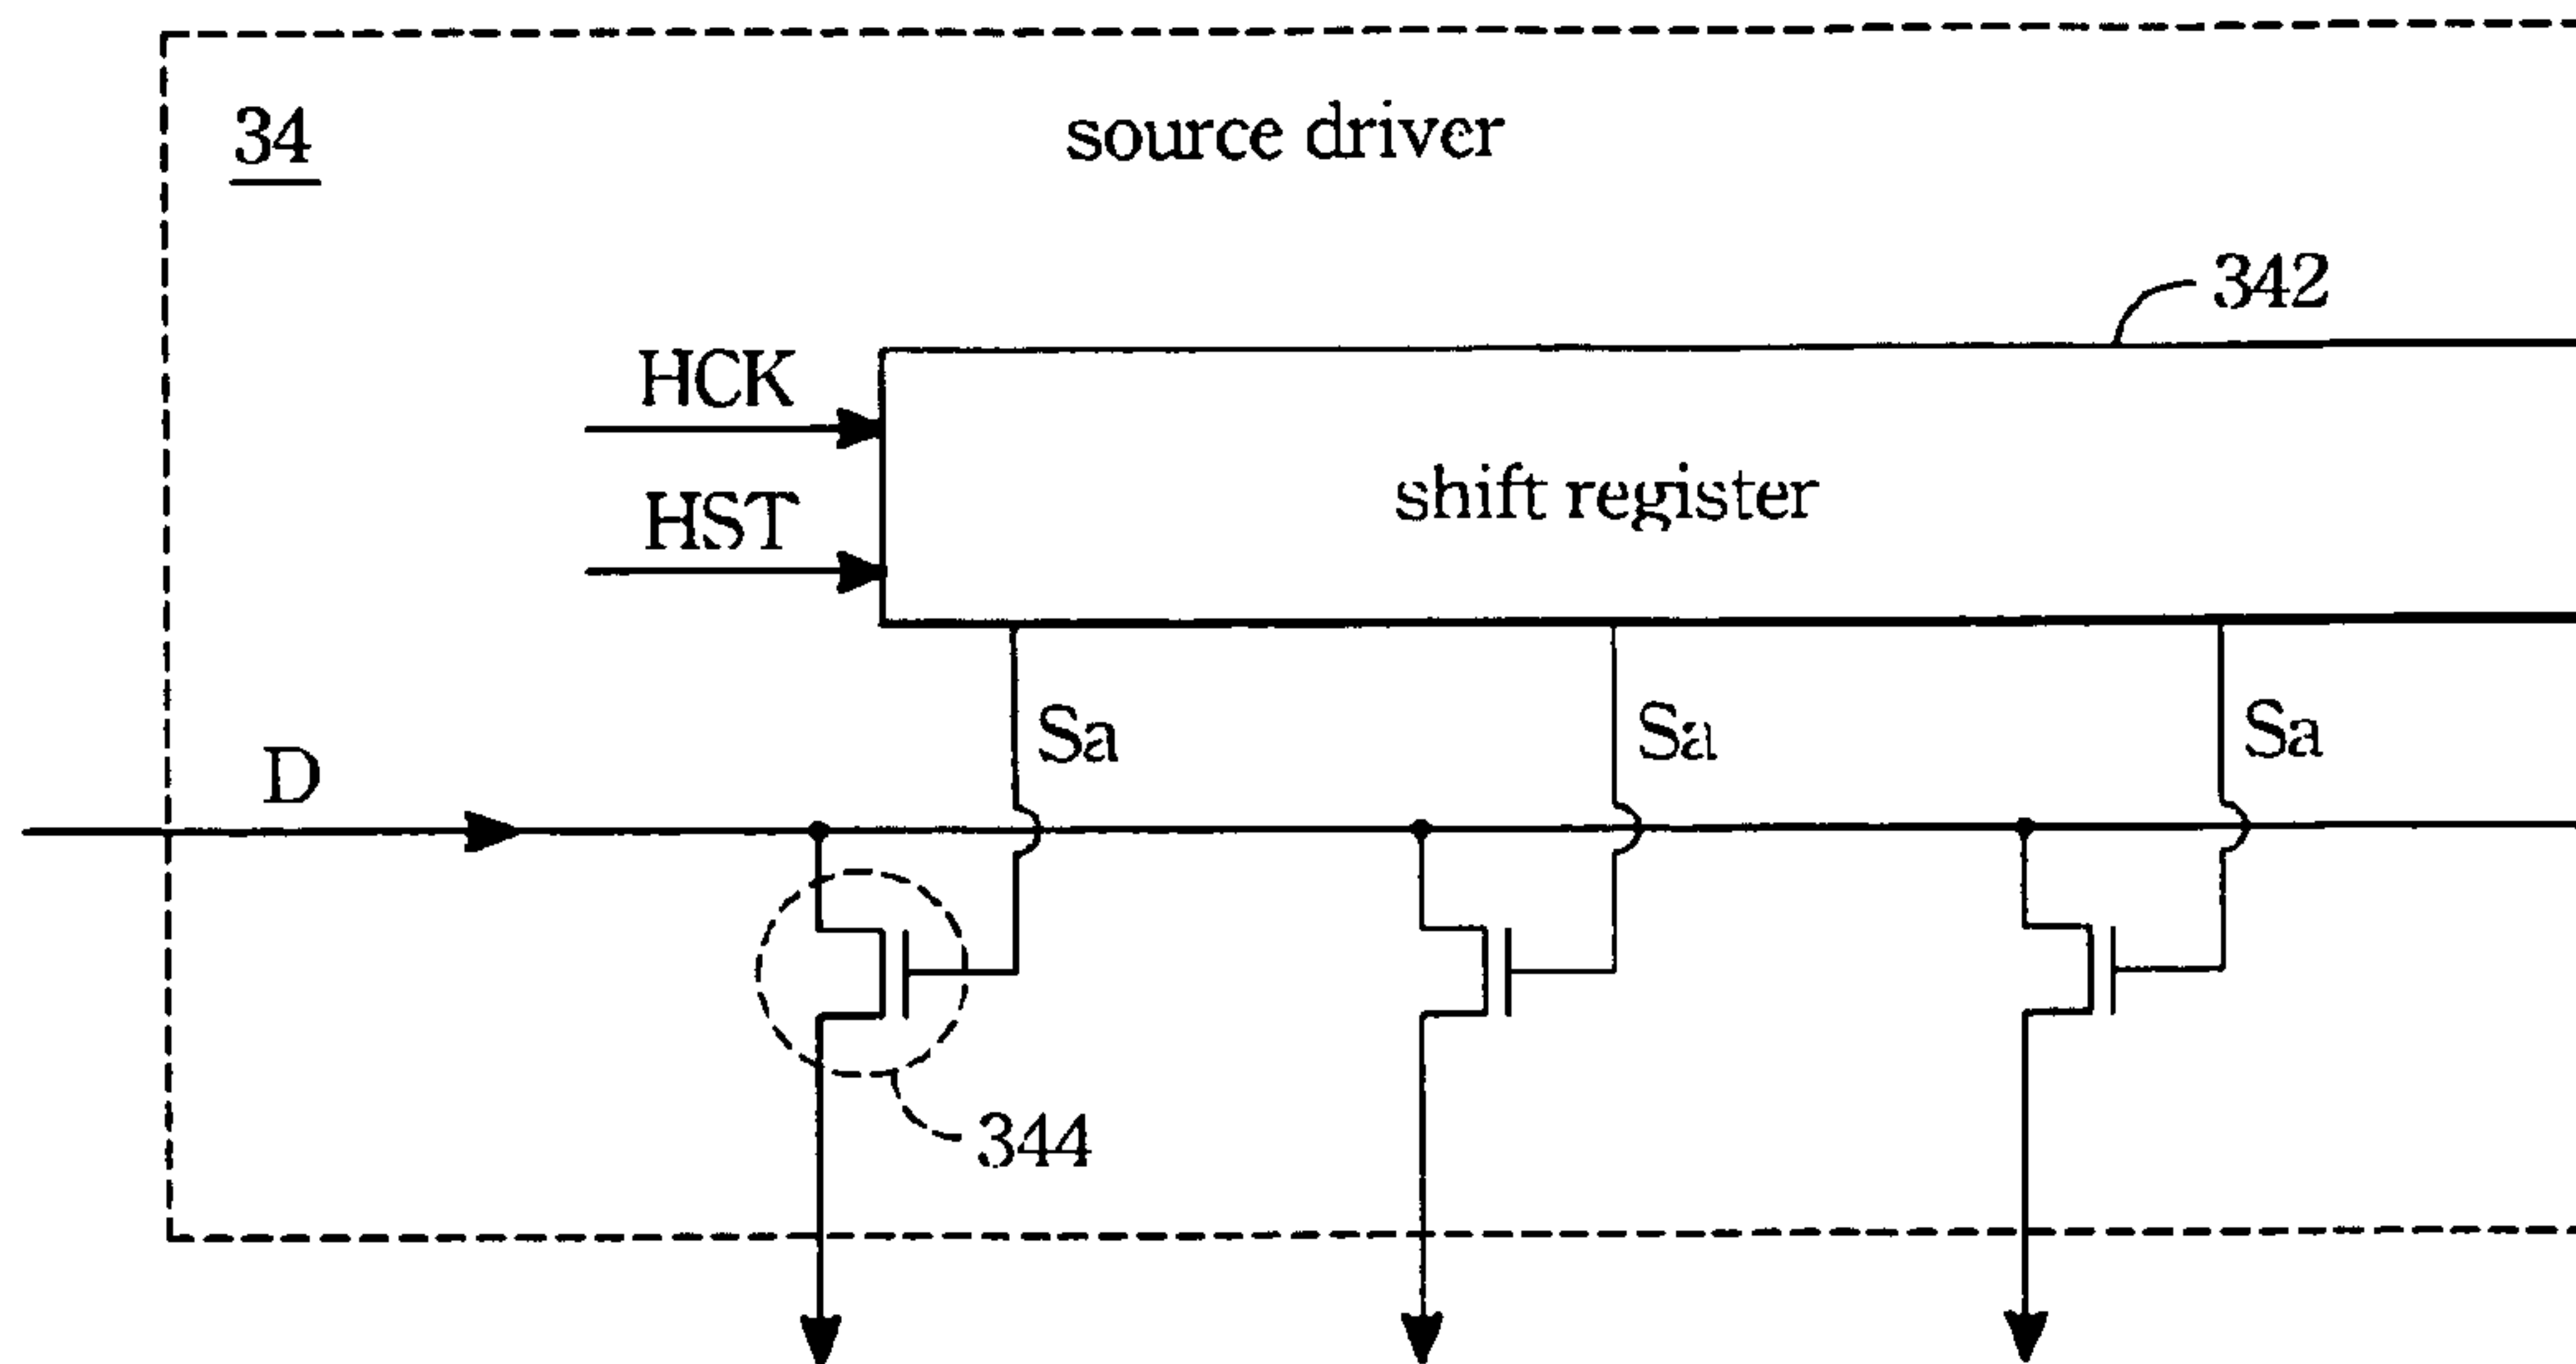 34
source driver
342
HCK
HST
shift register
Sa
Sa
Sa
D
344